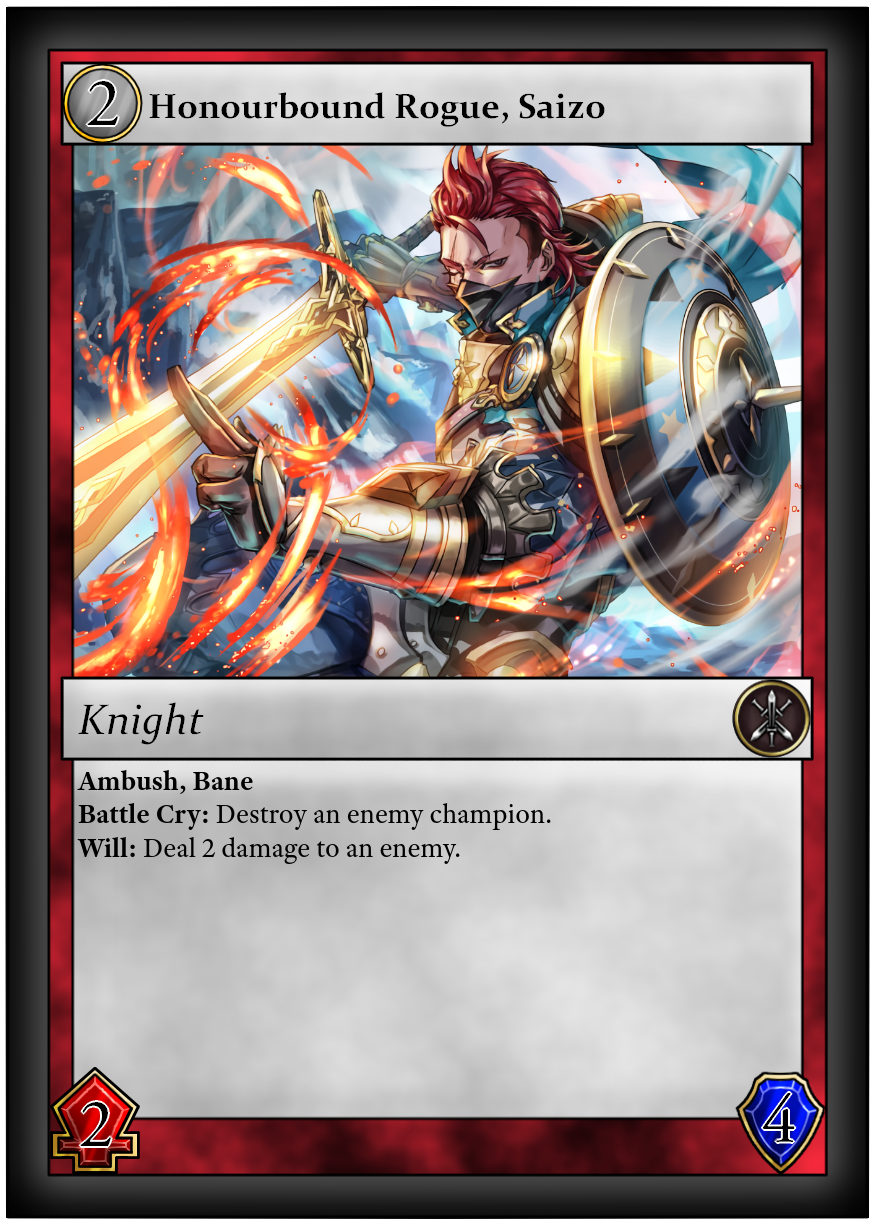 2 Honourbound Rogue, Saizo
Knight
Ambush, Bane
Battle Cry: Destroy an enemy champion.
Will: Deal 2 damage to an enemy.
2 4